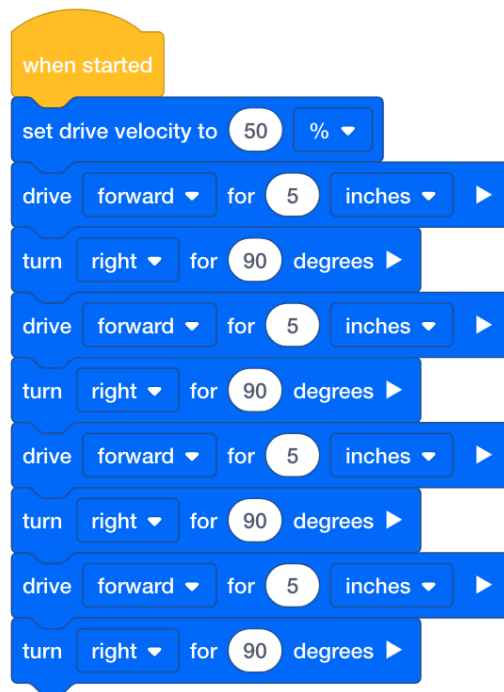 when started
set drive velocity to 50 %
drive forward for 5 inches
turn right for 90 degrees
drive forward for 5 inches
turn right for 90 degrees
drive forward for 5 inches
turn right for 90 degrees
drive forward for 5 inches
turn right for 90 degrees